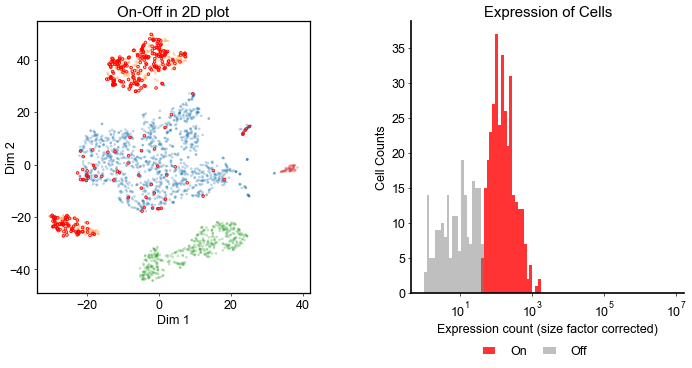 On-Off in 2D plot
Dim 2
40
20
0
−20
−40
−20
0
20
40
Dim 1
Expression of Cells
Cell Counts
35
30
25
20
15
10
5
0
10^1
10^3
10^5
10^7
Expression count (size factor corrected)
On
Off